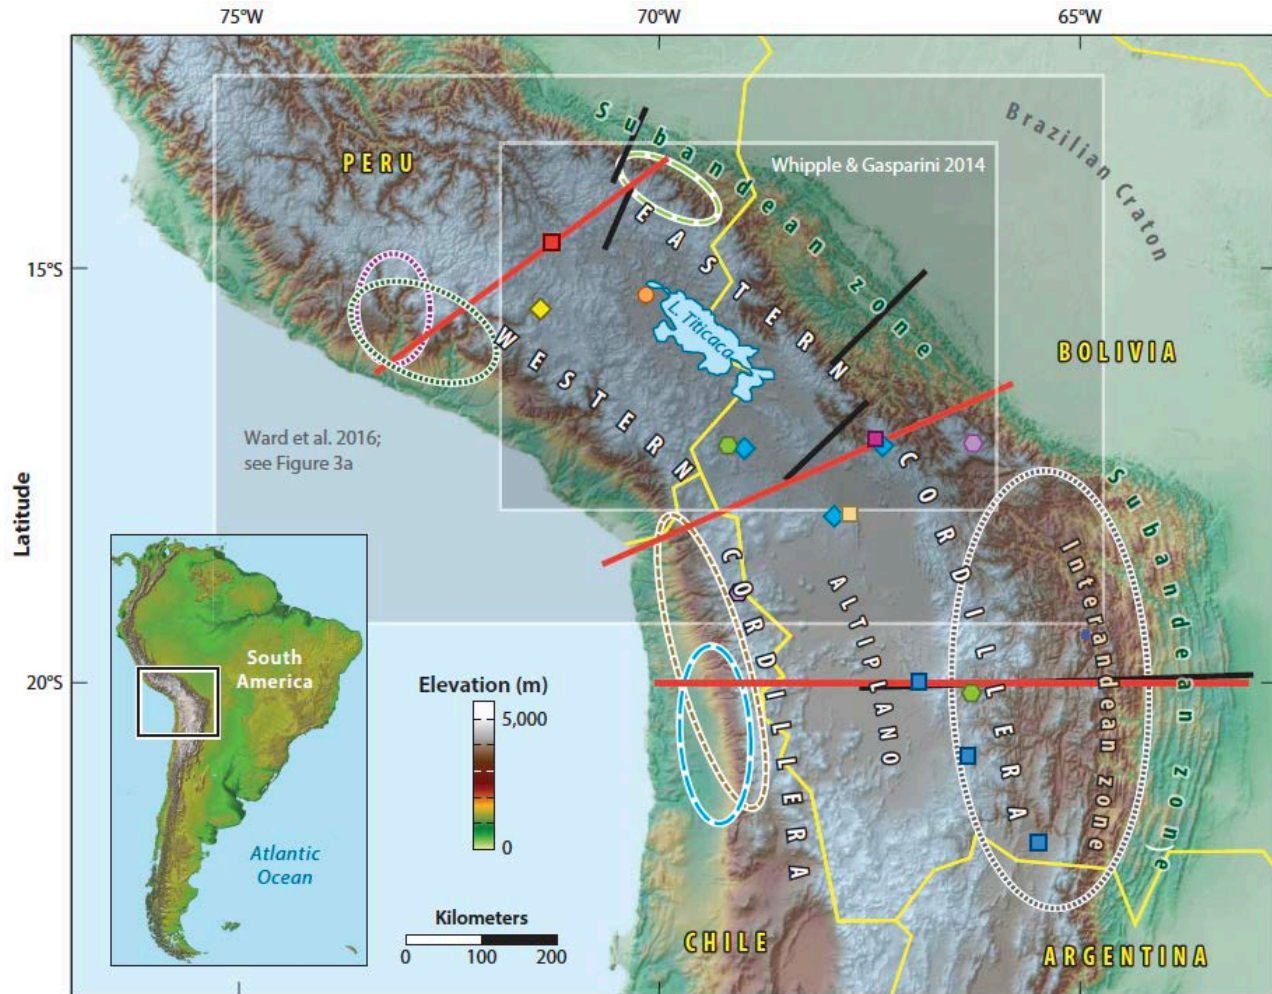 75°W
70°W
65°W
Subandean zone
Brazilian Craton
PERU
Whipple & Gasparini 2014
EASTERN
15°S
L. Titicaca
WESTERN
BOLIVIA
Ward et al. 2016;
see Figure 3a
Latitude
CORDILLERA
Subandean zone
Interandean zone
CORDILLERA
ALTIPLANO
South
America
20°S
Elevation (m)
5,000
0
Atlantic
Ocean
Kilometers
0 100 200
CHILE
ARGENTINA